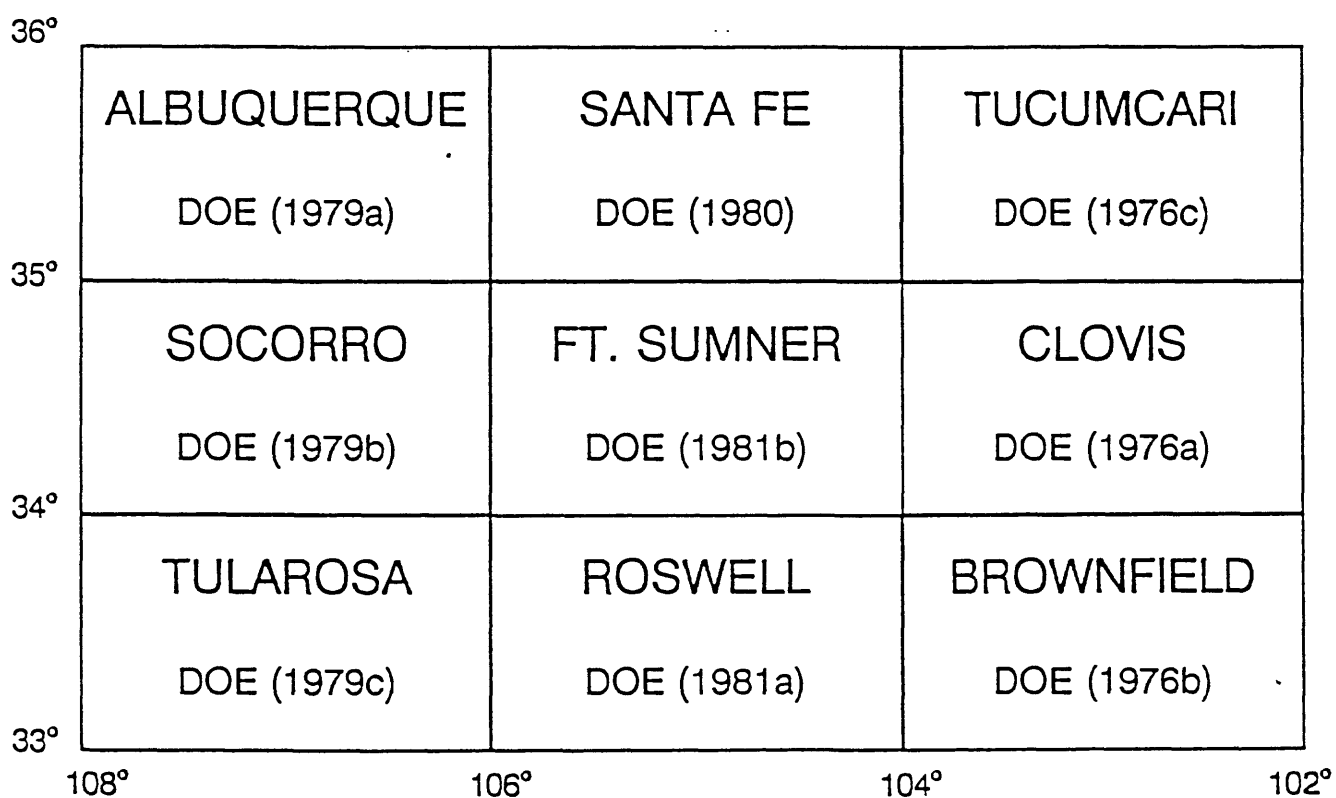 36°
ALBUQUERQUE SANTA FE TUCUMCARI
DOE (1979a) DOE (1980) DOE (1976c)
35°
SOCORRO FT. SUMNER CLOVIS
DOE (1979b) DOE (1981b) DOE (1976a)
34°
TULAROSA ROSWELL BROWNFIELD
DOE (1979c) DOE (1981a) DOE (1976b)
33°
108° 106° 104° 102°